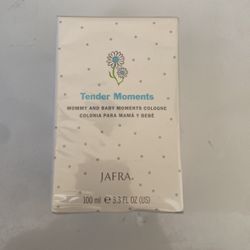 Tender Moments
MOMMY AND BABY MOMENTS COLOGNE
COLONIA PARA MAMÁ Y BEBÉ
JAFRA
100 ml ℮ 3.3 FL OZ (US)